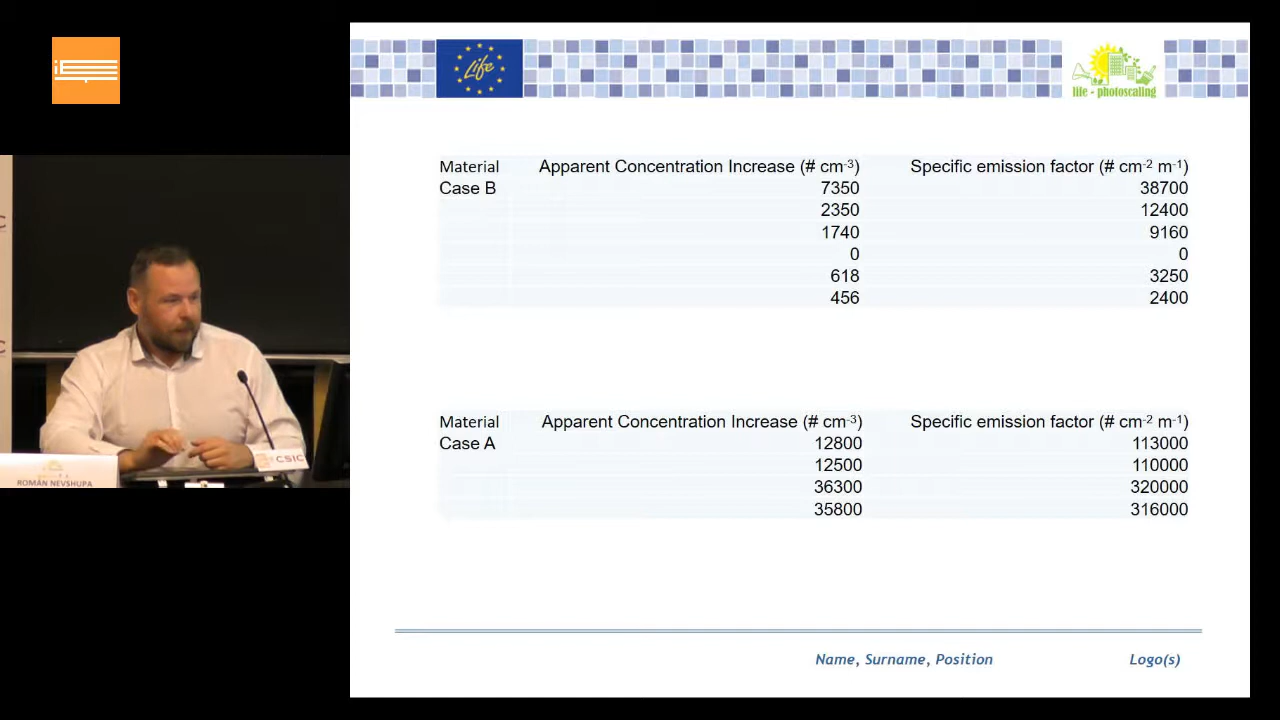 Life
life - photoscaling
Material Apparent Concentration Increase (# cm-3) Specific emission factor (# cm-2 m-1)
Case B 7350 38700
2350 12400
1740 9160
0 0
618 3250
456 2400
Material Apparent Concentration Increase (# cm-3) Specific emission factor (# cm-2 m-1)
Case A 12800 113000
12500 110000
36300 320000
35800 316000
Name, Surname, Position Logo(s)
CSIC
ROMÁN NEVSHUPA